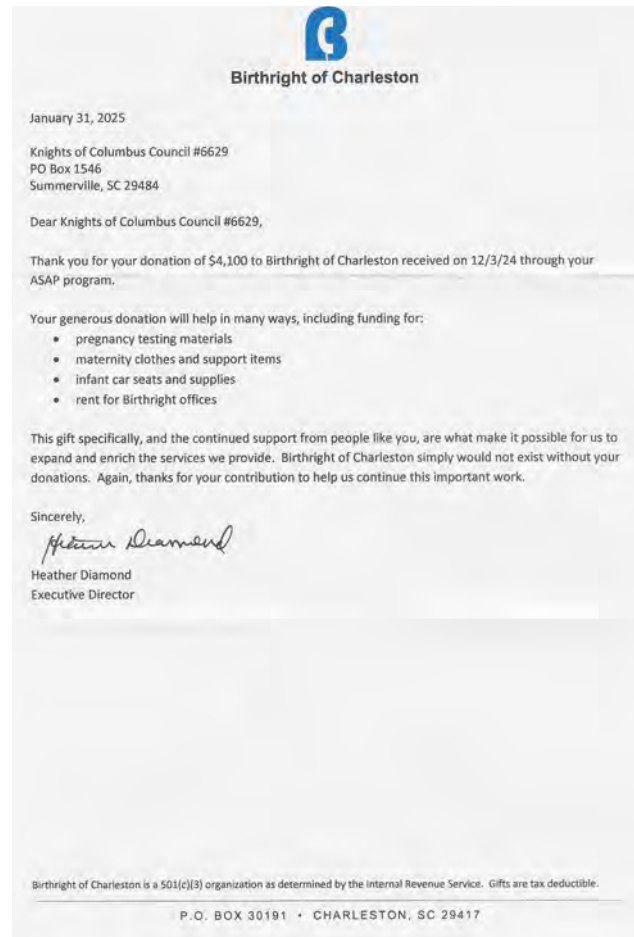 Birthright of Charleston
January 31, 2025
Knights of Columbus Council #6629
PO Box 1546
Summerville, SC 29484
Dear Knights of Columbus Council #6629,
Thank you for your donation of $4,100 to Birthright of Charleston received on 12/3/24 through your
ASAP program.
Your generous donation will help in many ways, including funding for:
• pregnancy testing materials
• maternity clothes and support items
• infant car seats and supplies
• rent for Birthright offices
This gift specifically, and the continued support from people like you, are what make it possible for us to
expand and enrich the services we provide.  Birthright of Charleston simply would not exist without your
donations.  Again, thanks for your contribution to help us continue this important work.
Sincerely,
Heather Diamond
Heather Diamond
Executive Director
Birthright of Charleston is a 501(c)(3) organization as determined by the Internal Revenue Service.  Gifts are tax deductible.
P.O. BOX 30191 • CHARLESTON, SC 29417